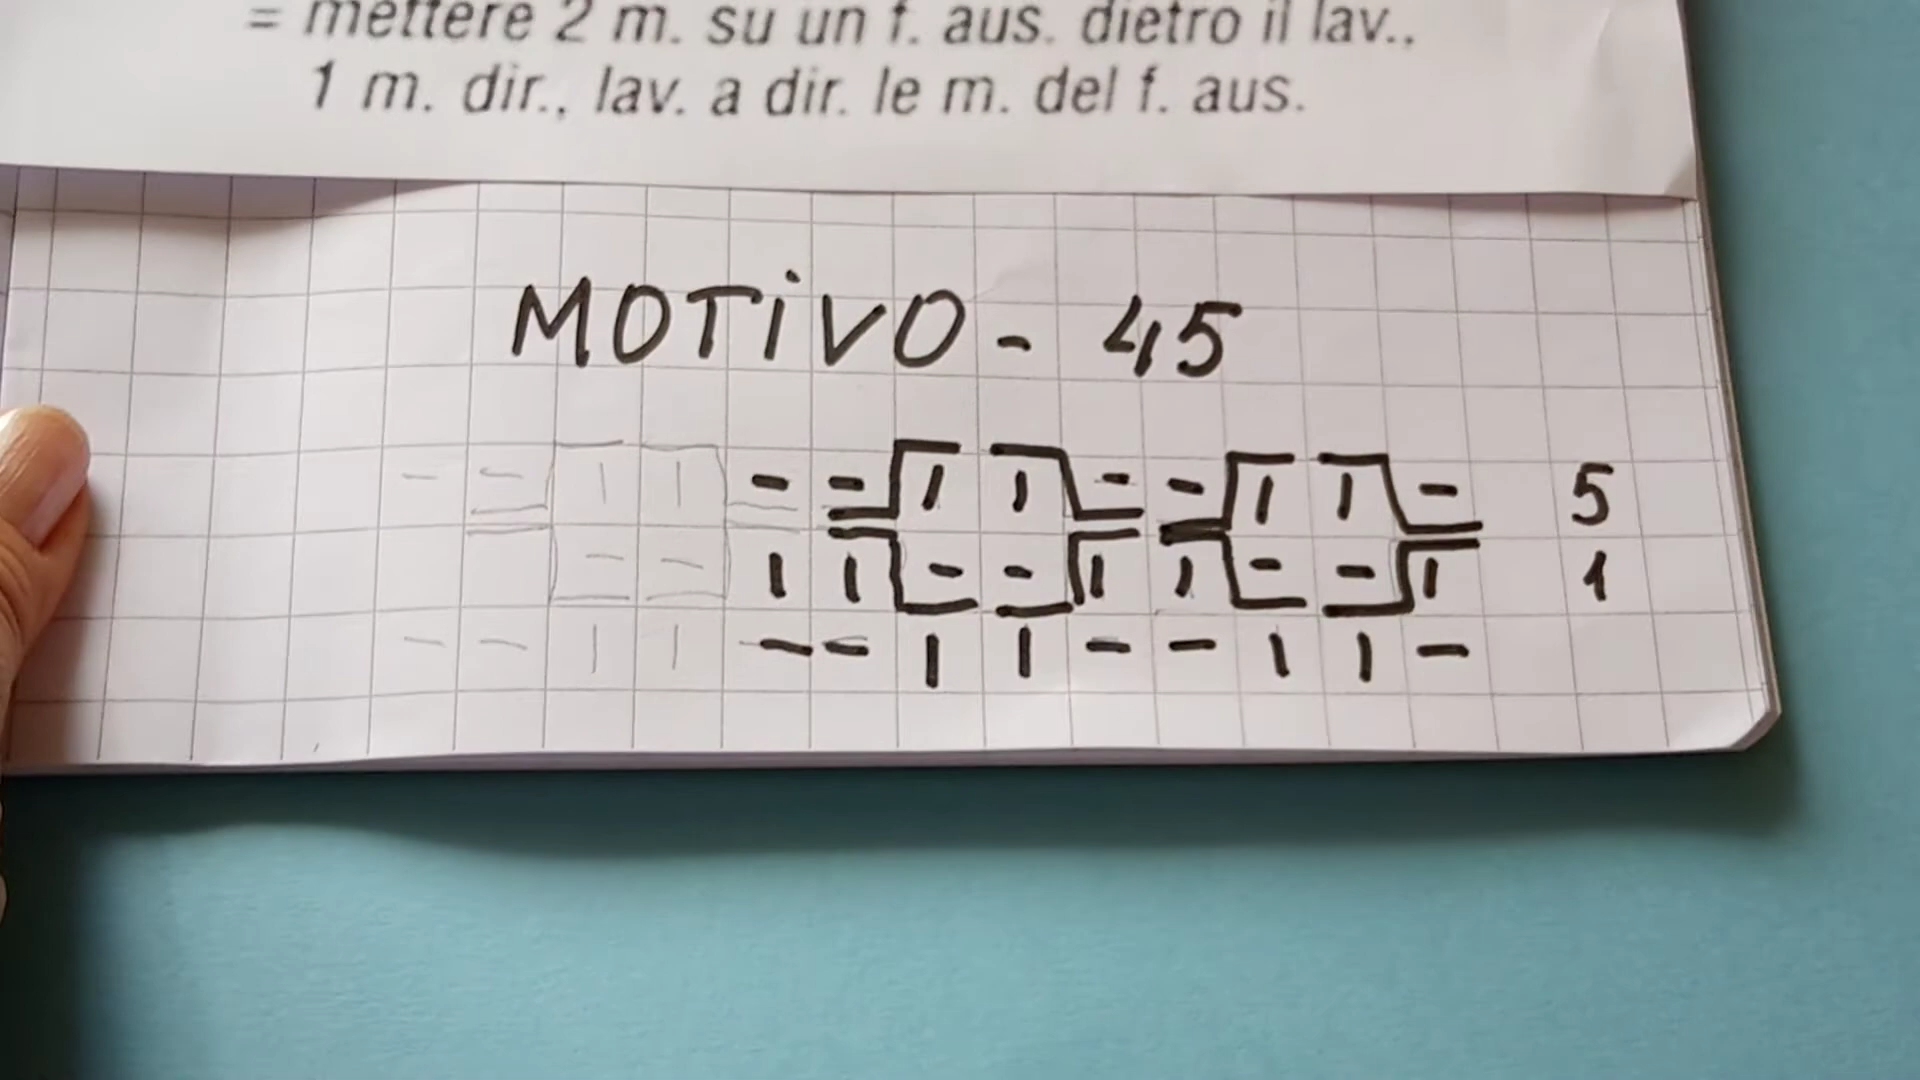 = mettere 2 m. su un f. aus. dietro il lav.,
1 m. dir., lav. a dir. le m. del f. aus.
MOTiVO - 45
- - I I - - I I - 5
I I - - I I - - I 1
- - I I - - I I -